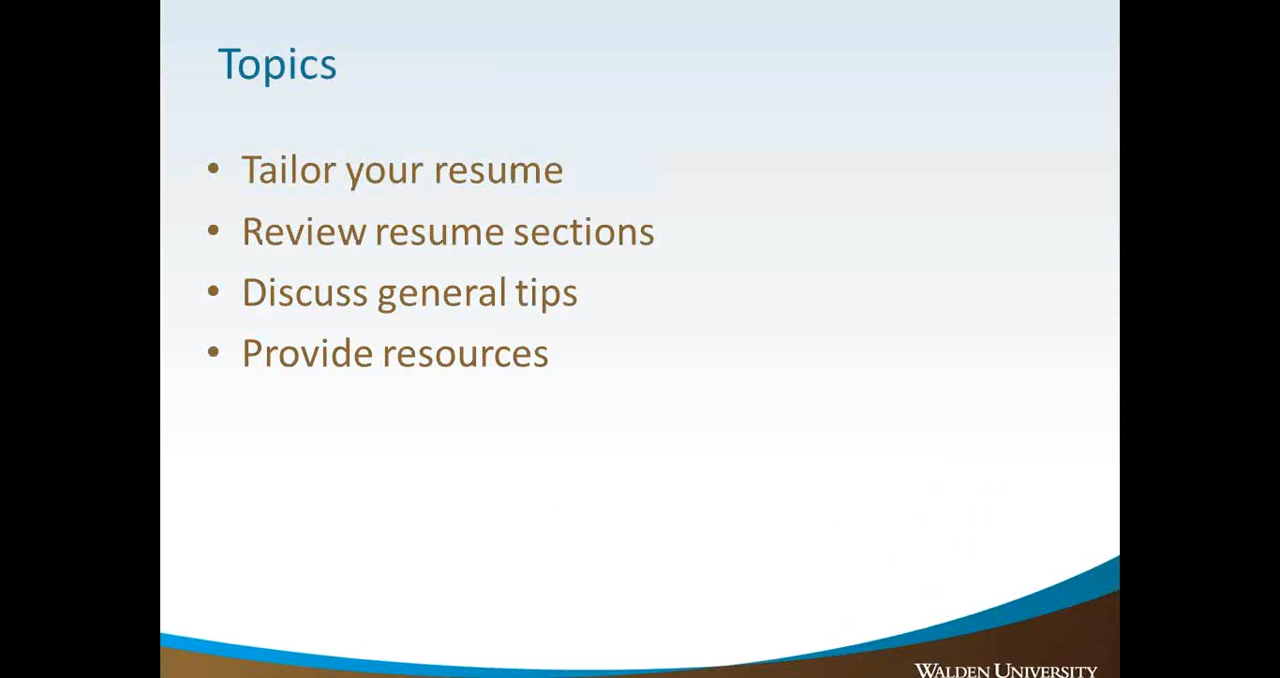 Topics
• Tailor your resume
• Review resume sections
• Discuss general tips
• Provide resources
WALDEN UNIVERSITY